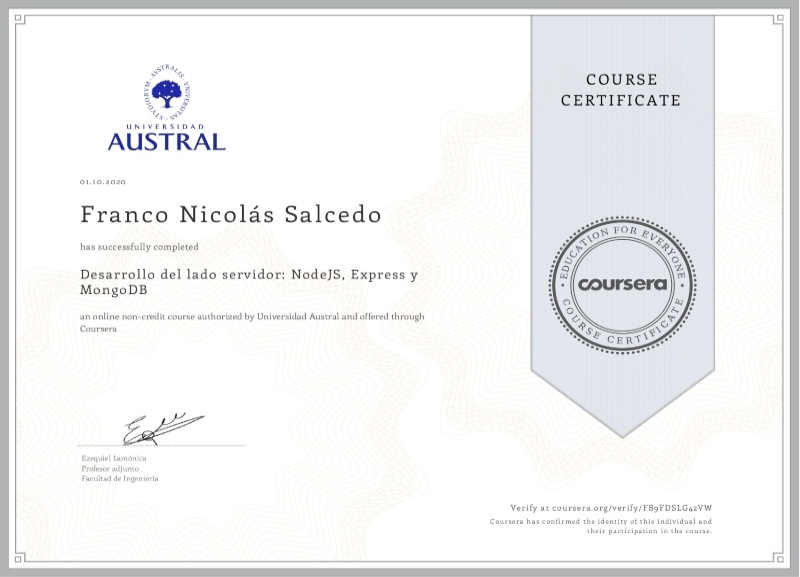 STVDIORVM · VNIVERSITAS · AVSTRALIS
UNIVERSIDAD
AUSTRAL
01.10.2020
Franco Nicolás Salcedo
has successfully completed
Desarrollo del lado servidor: NodeJS, Express y
MongoDB
an online non-credit course authorized by Universidad Austral and offered through
Coursera
Ezequiel Lamónica
Profesor adjunto
Facultad de Ingeniería
COURSE
CERTIFICATE
EDUCATION FOR EVERYONE
coursera
COURSE CERTIFICATE
Verify at coursera.org/verify/FB9FDSLG42VW
Coursera has confirmed the identity of this individual and
their participation in the course.